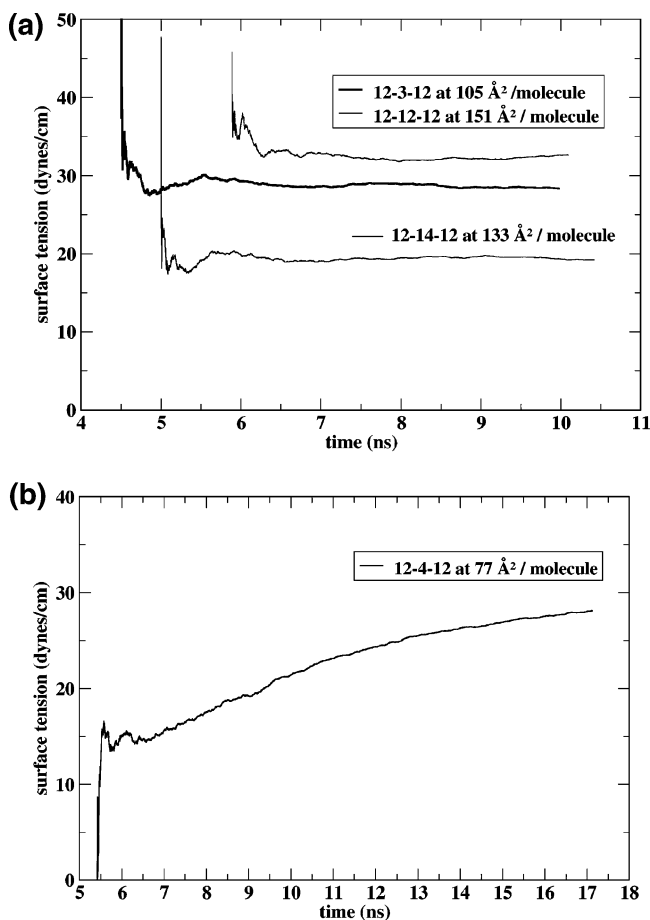 (a)
50
40
30
20
10
0
surface tension (dynes/cm)
12-3-12 at 105 Å² /molecule
12-12-12 at 151 Å² / molecule
12-14-12 at 133 Å² / molecule
4 5 6 7 8 9 10 11
time (ns)
(b)
40
30
20
10
0
surface tension (dynes/cm)
12-4-12 at 77 Å² / molecule
5 6 7 8 9 10 11 12 13 14 15 16 17 18
time (ns)